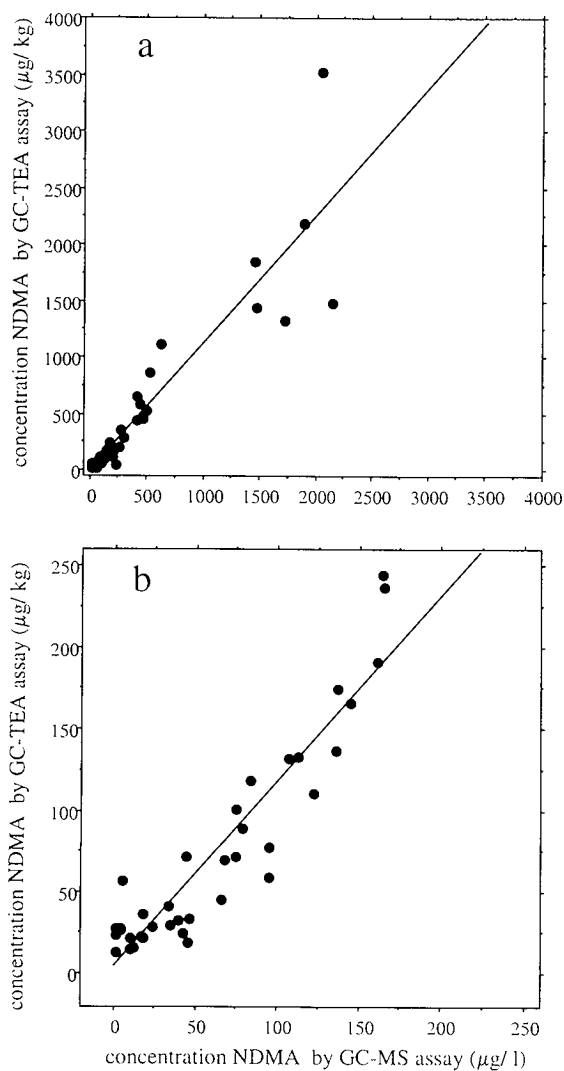 a
concentration NDMA by GC-TEA assay (µg/ kg)
4000
3500
3000
2500
2000
1500
1000
500
0
0 500 1000 1500 2000 2500 3000 3500 4000
b
concentration NDMA by GC-TEA assay (µg/ kg)
250
200
150
100
50
0
0 50 100 150 200 250
concentration NDMA by GC-MS assay (µg/ l)